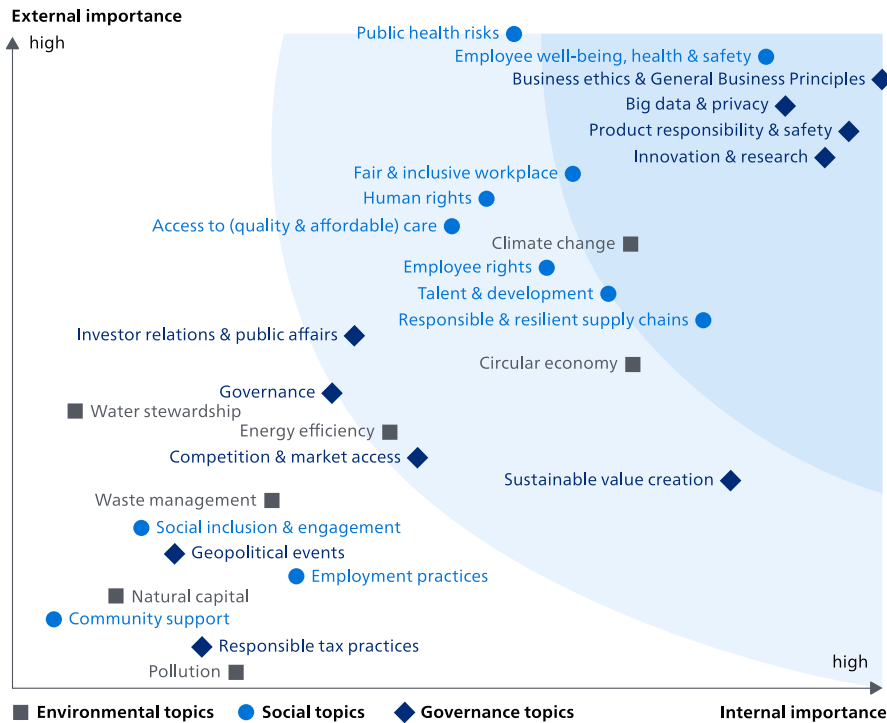 External importance
high
Public health risks
Employee well-being, health & safety
Business ethics & General Business Principles
Big data & privacy
Product responsibility & safety
Innovation & research
Fair & inclusive workplace
Human rights
Access to (quality & affordable) care
Climate change
Employee rights
Talent & development
Responsible & resilient supply chains
Investor relations & public affairs
Circular economy
Governance
Water stewardship
Energy efficiency
Competition & market access
Sustainable value creation
Waste management
Social inclusion & engagement
Geopolitical events
Employment practices
Natural capital
Community support
Responsible tax practices
high
Pollution
Environmental topics
Social topics
Governance topics
Internal importance